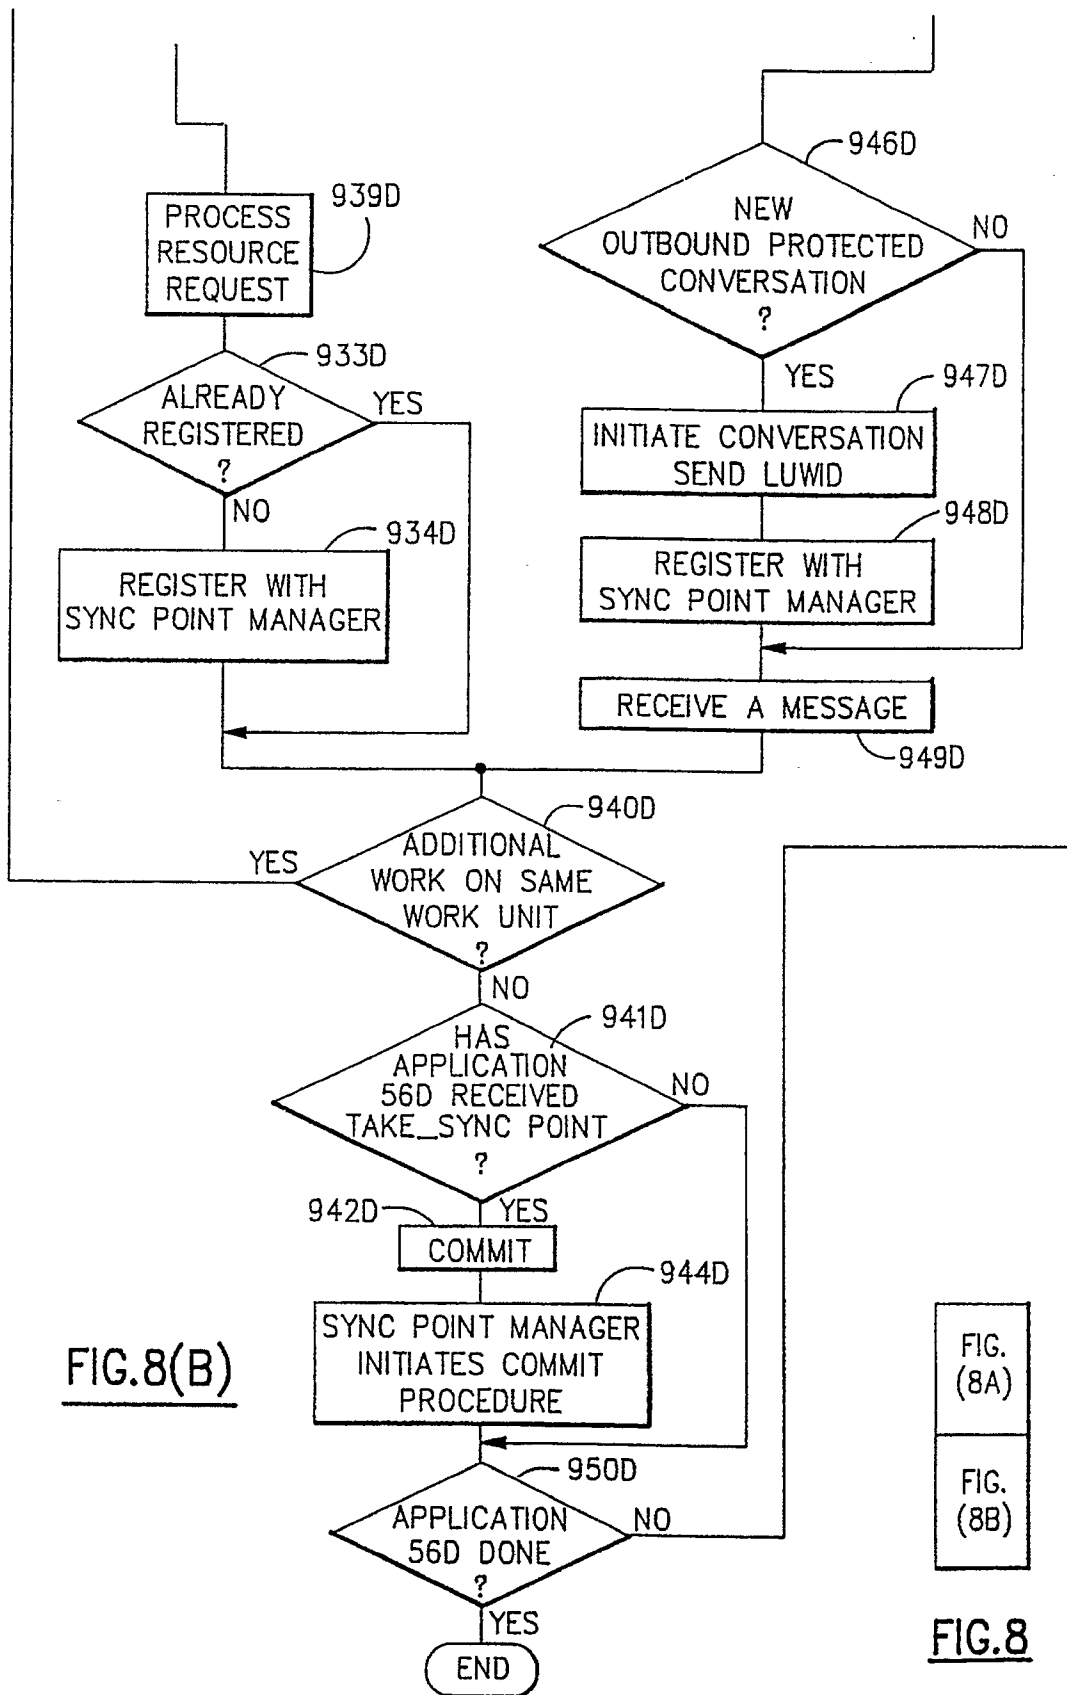 939D
PROCESS
RESOURCE
REQUEST
933D
ALREADY
REGISTERED
?
YES
NO
934D
REGISTER WITH
SYNC POINT MANAGER
946D
NEW
OUTBOUND PROTECTED
CONVERSATION
?
NO
YES
947D
INITIATE CONVERSATION
SEND LUWID
948D
REGISTER WITH
SYNC POINT MANAGER
RECEIVE A MESSAGE
949D
940D
ADDITIONAL
WORK ON SAME
WORK UNIT
?
YES
NO
941D
HAS
APPLICATION
56D RECEIVED
TAKE_SYNC POINT
?
NO
YES
942D
COMMIT
944D
SYNC POINT MANAGER
INITIATES COMMIT
PROCEDURE
950D
APPLICATION
56D DONE
?
NO
YES
END
FIG.8(B)
FIG.
(8A)
FIG.
(8B)
FIG.8